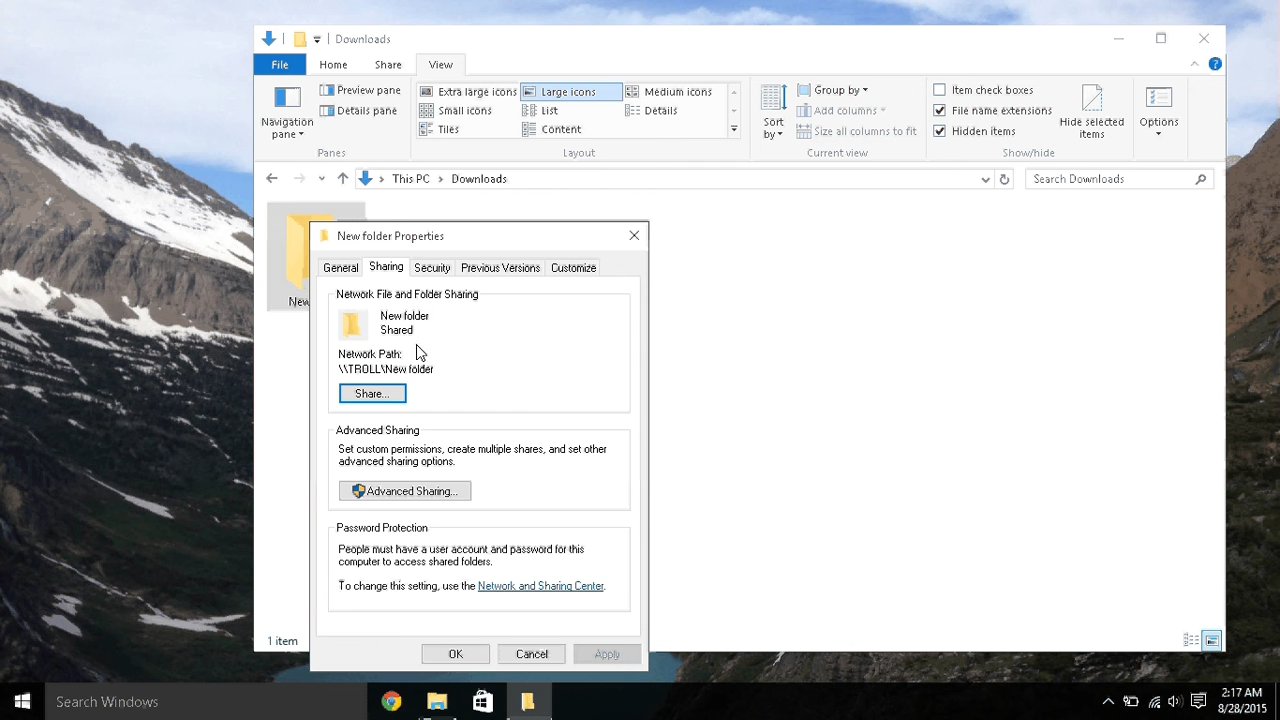 Downloads
File
Home
Share
View
Preview pane
Details pane
Navigation pane
Panes
Extra large icons
Large icons
Medium icons
Small icons
List
Details
Tiles
Content
Layout
Sort by
Group by
Add columns
Size all columns to fit
Current view
Item check boxes
File name extensions
Hidden items
Hide selected items
Show/hide
Options
This PC > Downloads
Search Downloads
New
New folder Properties
General
Sharing
Security
Previous Versions
Customize
Network File and Folder Sharing
New folder
Shared
Network Path:
\\TROLL\New folder
Share...
Advanced Sharing
Set custom permissions, create multiple shares, and set other
advanced sharing options.
Advanced Sharing...
Password Protection
People must have a user account and password for this
computer to access shared folders.
To change this setting, use the Network and Sharing Center.
OK
Cancel
Apply
1 item
Search Windows
2:17 AM
8/28/2015